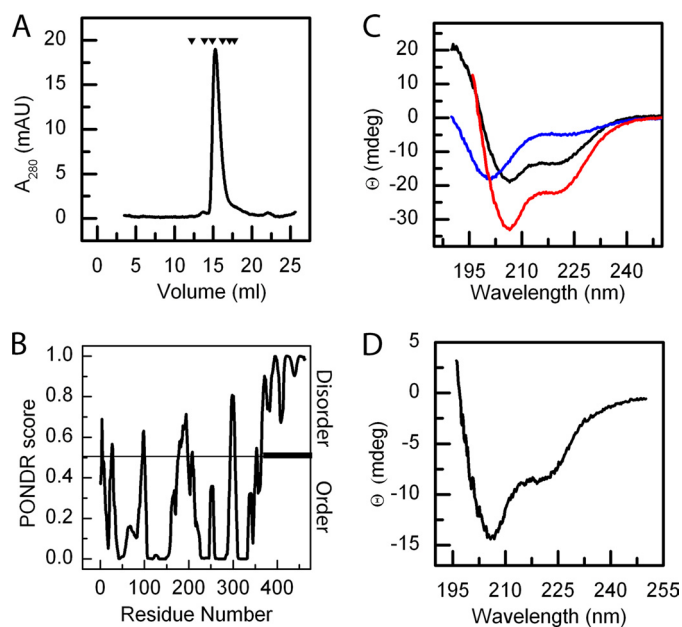 A
20
15
10
5
0
A280 (mAU)
0 5 10 15 20 25
Volume (ml)
B
1.0
0.8
0.6
0.4
0.2
0.0
PONDR score
Disorder
Order
0 100 200 300 400
Residue Number
C
20
10
0
-10
-20
-30
Θ (mdeg)
195 210 225 240
Wavelength (nm)
D
5
0
-5
-10
-15
Θ (mdeg)
195 210 225 240 255
Wavelength (nm)